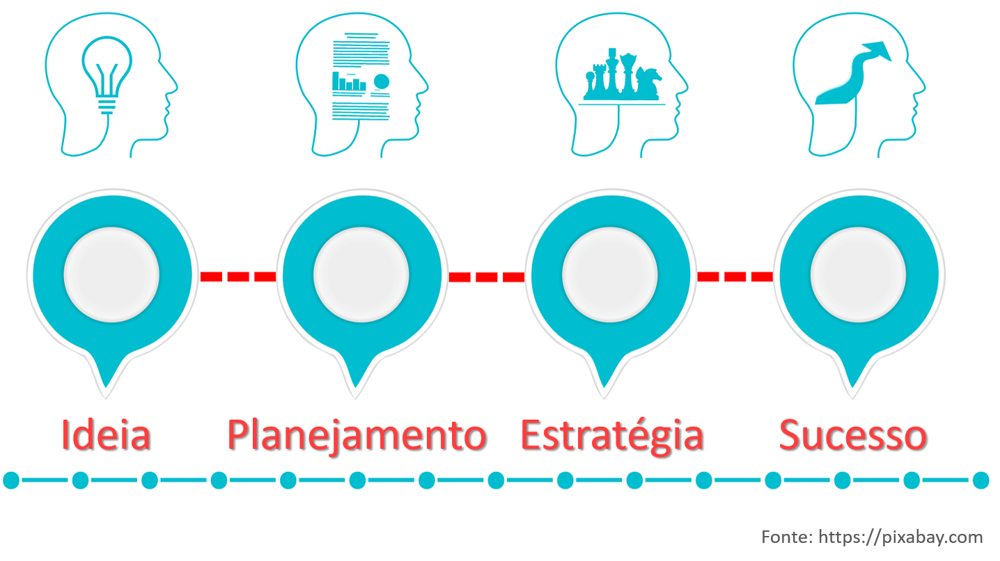 Ideia
Planejamento
Estratégia
Sucesso
Fonte: https://pixabay.com